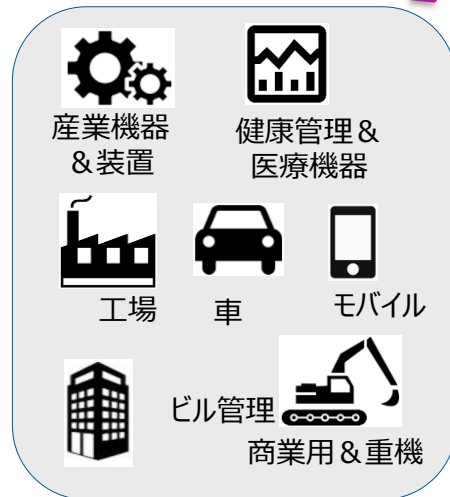 産業機器
&装置
健康管理&
医療機器
工場
車
モバイル
ビル管理
商業用&重機